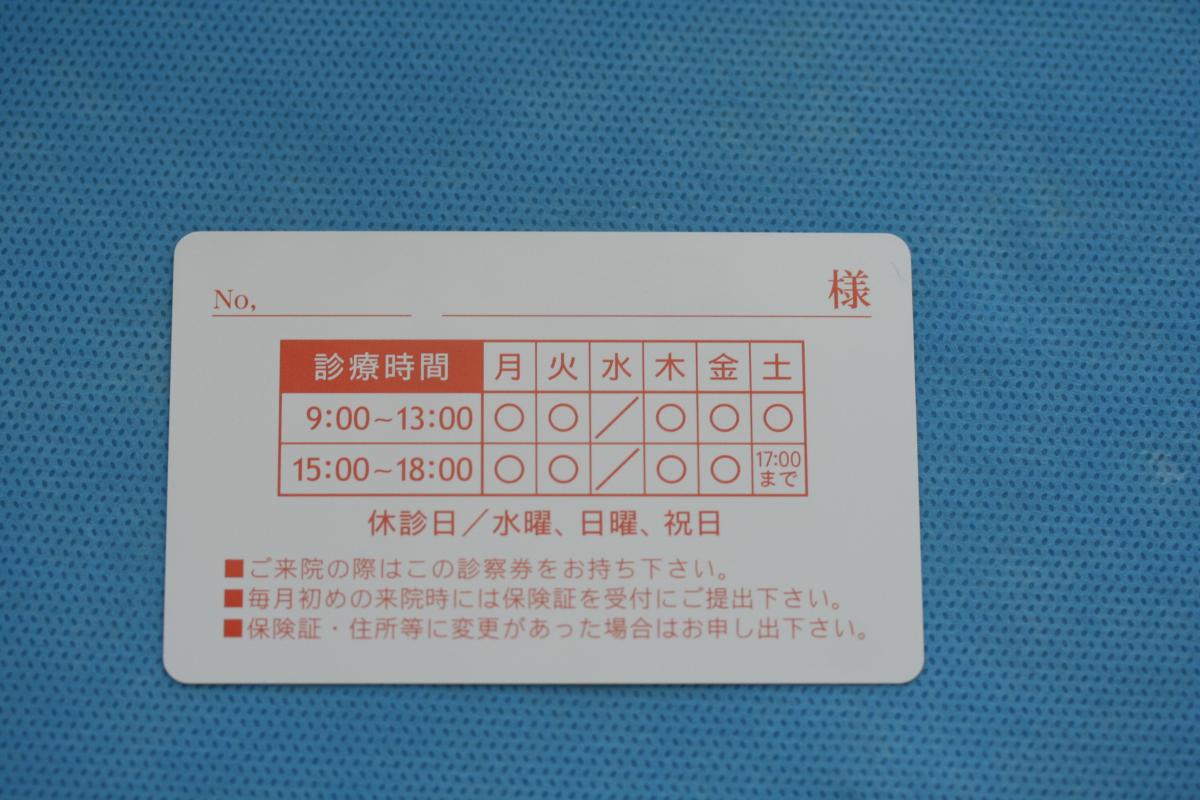 No, 様
診療時間 月 火 水 木 金 土
9:00~13:00 ○ ○ ／ ○ ○ ○
15:00~18:00 ○ ○ ／ ○ ○ 17:00まで
休診日／水曜、日曜、祝日
■ご来院の際はこの診察券をお持ち下さい。
■毎月初めの来院時には保険証を受付にご提出下さい。
■保険証・住所等に変更があった場合はお申し出下さい。